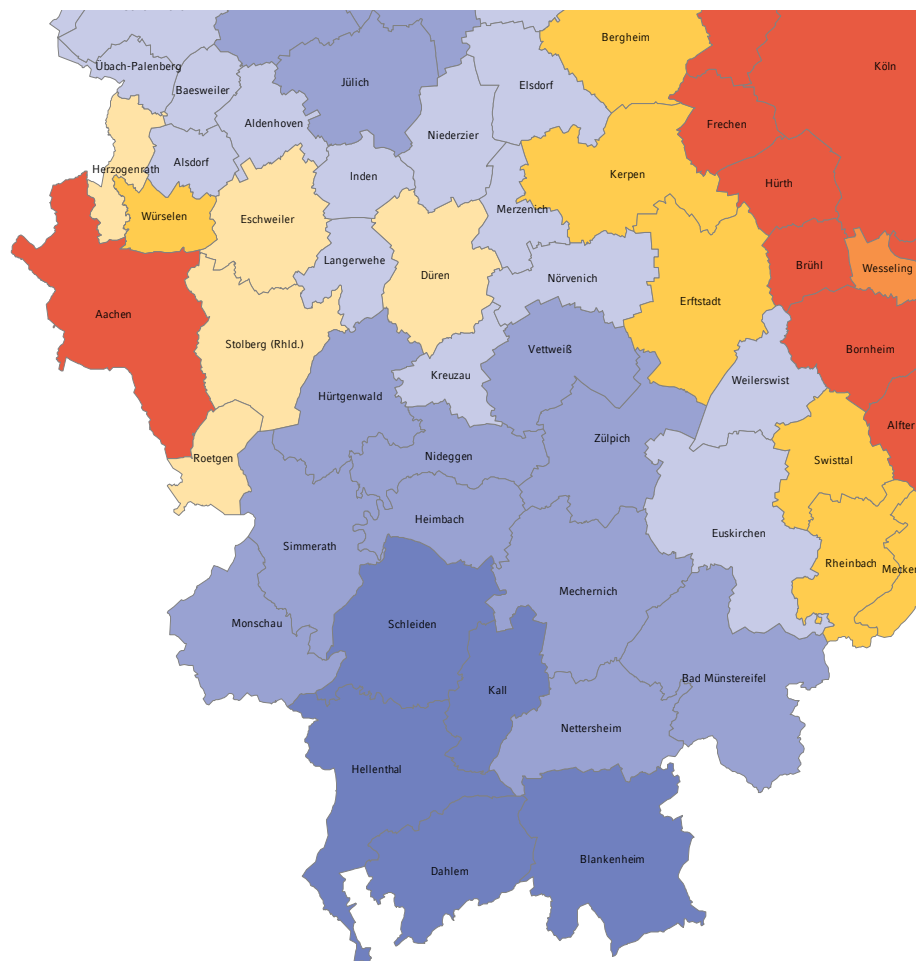 Bergheim
Köln
Übach-Palenberg
Jülich
Elsdorf
Baesweiler
Aldenhoven
Frechen
Niederzier
Alsdorf
Herzogenrath
Inden
Kerpen
Hürth
Merzenich
Würselen
Eschweiler
Langerwehe
Düren
Nörvenich
Brühl
Wesseling
Erftstadt
Aachen
Stolberg (Rhld.)
Vettweiß
Bornheim
Kreuzau
Weilerswist
Hürtgenwald
Alfter
Zülpich
Roetgen
Nideggen
Swisttal
Heimbach
Euskirchen
Simmerath
Rheinbach
Mecken
Mechernich
Monschau
Schleiden
Bad Münstereifel
Kall
Nettersheim
Hellenthal
Blankenheim
Dahlem